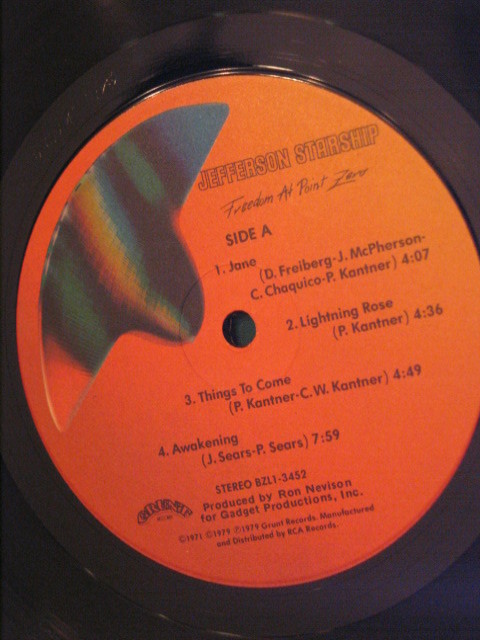 JEFFERSON STARSHIP
Freedom At Point Zero
SIDE A
1. Jane
(D. Freiberg-J. McPherson-
C. Chaquico-P. Kantner) 4:07
2. Lightning Rose
(P. Kantner) 4:36
3. Things To Come
(P. Kantner-C.W. Kantner) 4:49
4. Awakening
(J. Sears-P. Sears) 7:59
STEREO BZL1-3452
Produced by Ron Nevison
for Gadget Productions, Inc.
GRUNT
©1971 ©1979 ℗1979 Grunt Records. Manufactured
and Distributed by RCA Records.